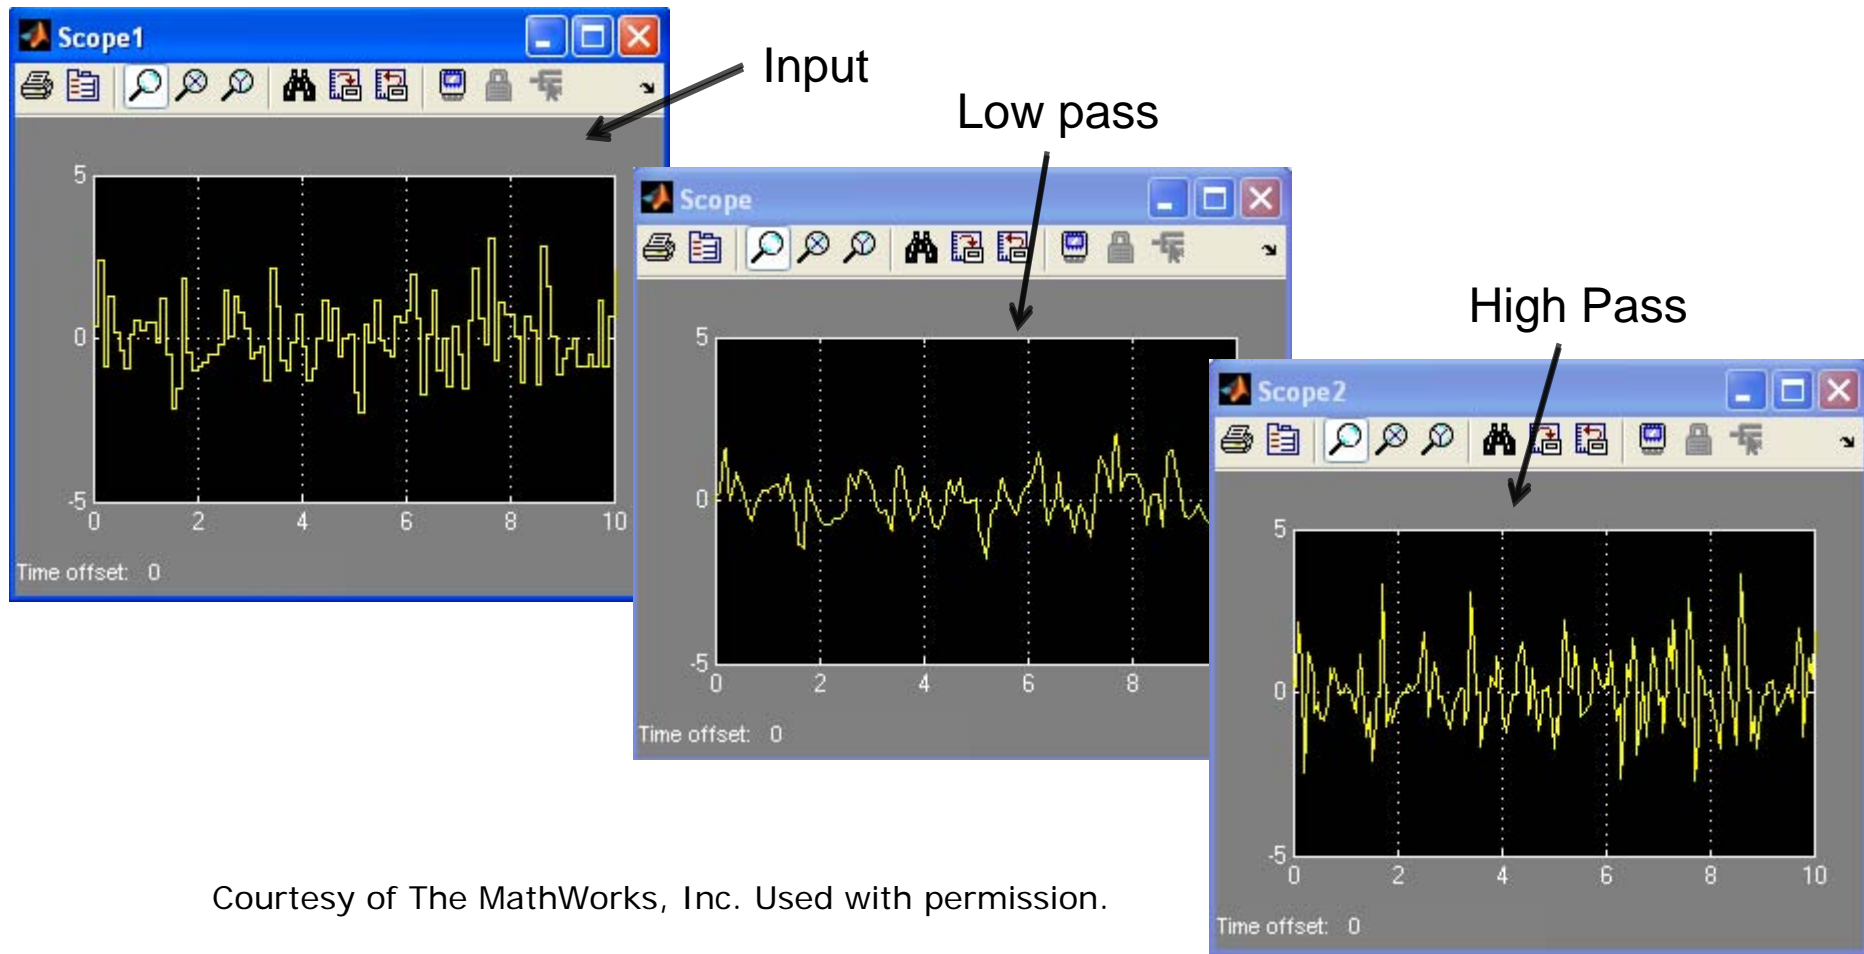 Scope1
Input
5
0
-5
0 2 4 6 8 10
Time offset: 0
Low pass
Scope
5
0
-5
0 2 4 6 8
Time offset: 0
High Pass
Scope2
5
0
-5
0 2 4 6 8 10
Time offset: 0
Courtesy of The MathWorks, Inc. Used with permission.